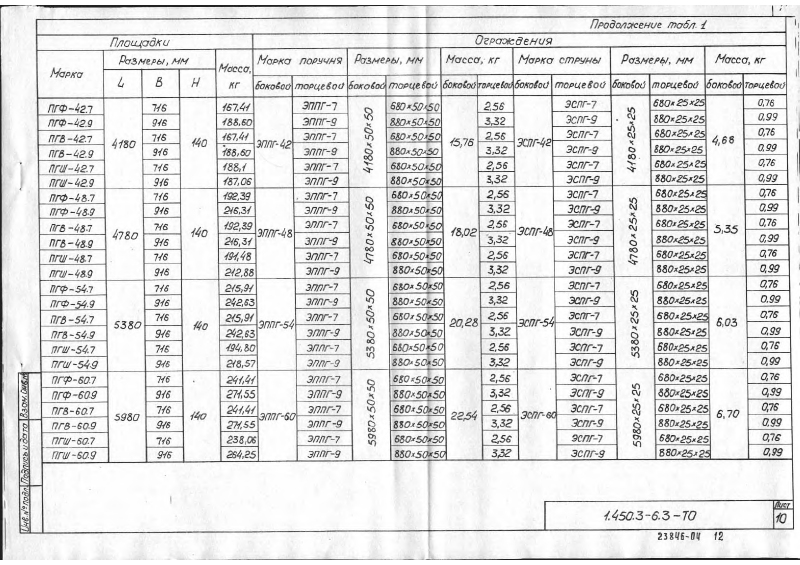 Продолжение табл. 1
Площадки Ограждения
Марка Размеры, мм Масса, кг Марка поручня Размеры, мм Масса, кг Марка струны Размеры, мм Масса, кг
L B H боковой торцевой боковой торцевой боковой торцевой боковой торцевой боковой торцевой боковой торцевой
ПГФ-42.7 4180 716 140 167,41 ЭППГ-42 ЭППГ-7 4180×50×50 680×50×50 15,76 2,56 ЭСПГ-42 ЭСПГ-7 4180×25×25 680×25×25 4,68 0,76
ПГФ-42.9 916 188,60 ЭППГ-9 880×50×50 3,32 ЭСПГ-9 880×25×25 0,99
ПГВ-42.7 716 167,41 ЭППГ-7 680×50×50 2,56 ЭСПГ-7 680×25×25 0,76
ПГВ-42.9 916 188,60 ЭППГ-9 880×50×50 3,32 ЭСПГ-9 880×25×25 0,99
ПГШ-42.7 716 188,1 ЭППГ-7 680×50×50 2,56 ЭСПГ-7 680×25×25 0,76
ПГШ-42.9 916 187,06 ЭППГ-9 880×50×50 3,32 ЭСПГ-9 880×25×25 0,99
ПГФ-48.7 4780 716 140 192,39 ЭППГ-48 ЭППГ-7 4780×50×50 680×50×50 18,02 2,56 ЭСПГ-48 ЭСПГ-7 4780×25×25 680×25×25 5,35 0,76
ПГФ-48.9 916 216,31 ЭППГ-9 880×50×50 3,32 ЭСПГ-9 880×25×25 0,99
ПГВ-48.7 716 192,39 ЭППГ-7 680×50×50 2,56 ЭСПГ-7 680×25×25 0,76
ПГВ-48.9 916 216,31 ЭППГ-9 880×50×50 3,32 ЭСПГ-9 880×25×25 0,99
ПГШ-48.7 716 191,48 ЭППГ-7 680×50×50 2,56 ЭСПГ-7 680×25×25 0,76
ПГШ-48.9 916 212,88 ЭППГ-9 880×50×50 3,32 ЭСПГ-9 880×25×25 0,99
ПГФ-54.7 5380 716 140 215,91 ЭППГ-54 ЭППГ-7 5380×50×50 680×50×50 20,28 2,56 ЭСПГ-54 ЭСПГ-7 5380×25×25 680×25×25 6,03 0,76
ПГФ-54.9 916 242,63 ЭППГ-9 880×50×50 3,32 ЭСПГ-9 880×25×25 0,99
ПГВ-54.7 716 215,91 ЭППГ-7 680×50×50 2,56 ЭСПГ-7 680×25×25 0,76
ПГВ-54.9 916 242,63 ЭППГ-9 880×50×50 3,32 ЭСПГ-9 880×25×25 0,99
ПГШ-54.7 716 194,80 ЭППГ-7 680×50×50 2,56 ЭСПГ-7 680×25×25 0,76
ПГШ-54.9 916 218,57 ЭППГ-9 880×50×50 3,32 ЭСПГ-9 880×25×25 0,99
ПГФ-60.7 5980 716 140 241,41 ЭППГ-60 ЭППГ-7 5980×50×50 680×50×50 22,54 2,56 ЭСПГ-60 ЭСПГ-7 5980×25×25 680×25×25 6,70 0,76
ПГФ-60.9 916 271,55 ЭППГ-9 880×50×50 3,32 ЭСПГ-9 880×25×25 0,99
ПГВ-60.7 716 241,41 ЭППГ-7 680×50×50 2,56 ЭСПГ-7 680×25×25 0,76
ПГВ-60.9 916 271,55 ЭППГ-9 880×50×50 3,32 ЭСПГ-9 880×25×25 0,99
ПГШ-60.7 716 238,06 ЭППГ-7 680×50×50 2,56 ЭСПГ-7 680×25×25 0,76
ПГШ-60.9 916 264,25 ЭППГ-9 880×50×50 3,32 ЭСПГ-9 880×25×25 0,99
Инв.№подл. Подпись и дата Взам.инв.№
1.450.3-6.3-ТО
Лист
10
23846-04 12